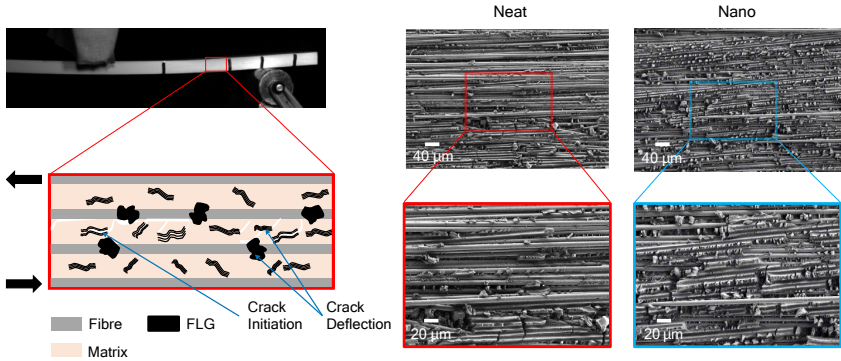 Neat
Nano
40 µm
40 µm
20 µm
20 µm
Crack
Initiation
Crack
Deflection
Fibre
FLG
Matrix